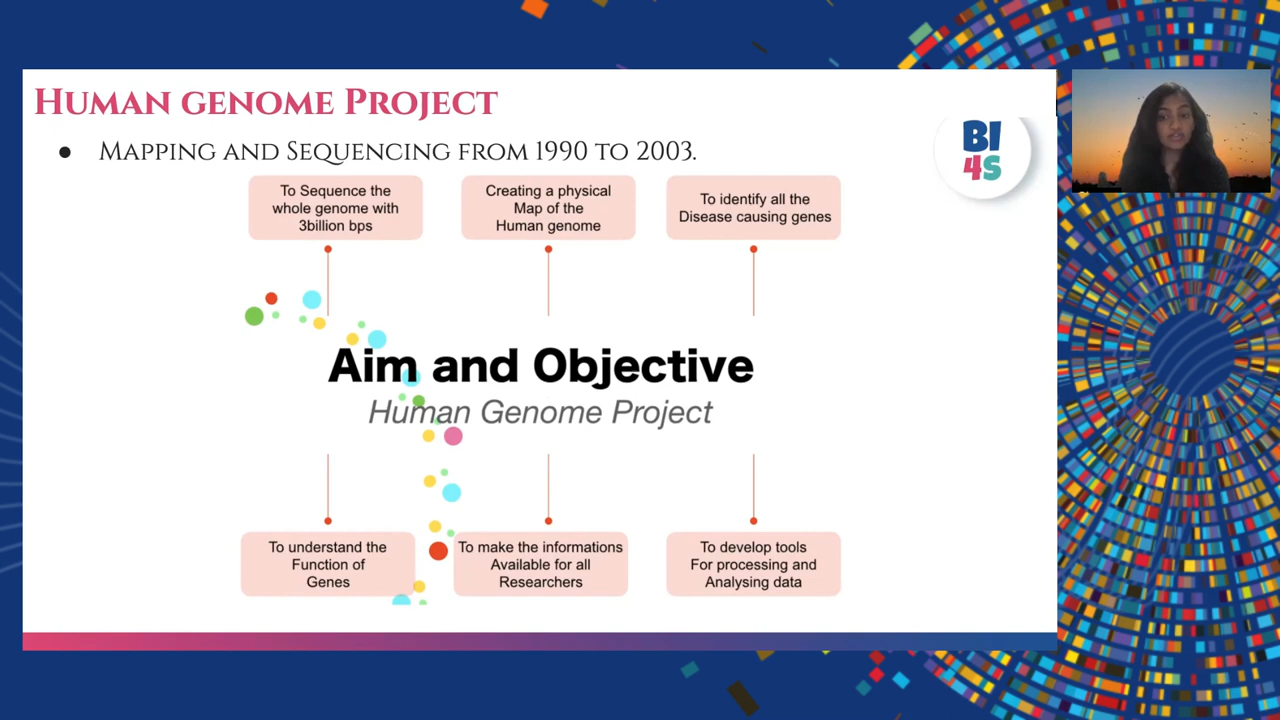 Human genome Project
● Mapping and Sequencing from 1990 to 2003.
BI
4S
To Sequence the
whole genome with
3billion bps
Creating a physical
Map of the
Human genome
To identify all the
Disease causing genes
Aim and Objective
Human Genome Project
To understand the
Function of
Genes
To make the informations
Available for all
Researchers
To develop tools
For processing and
Analysing data